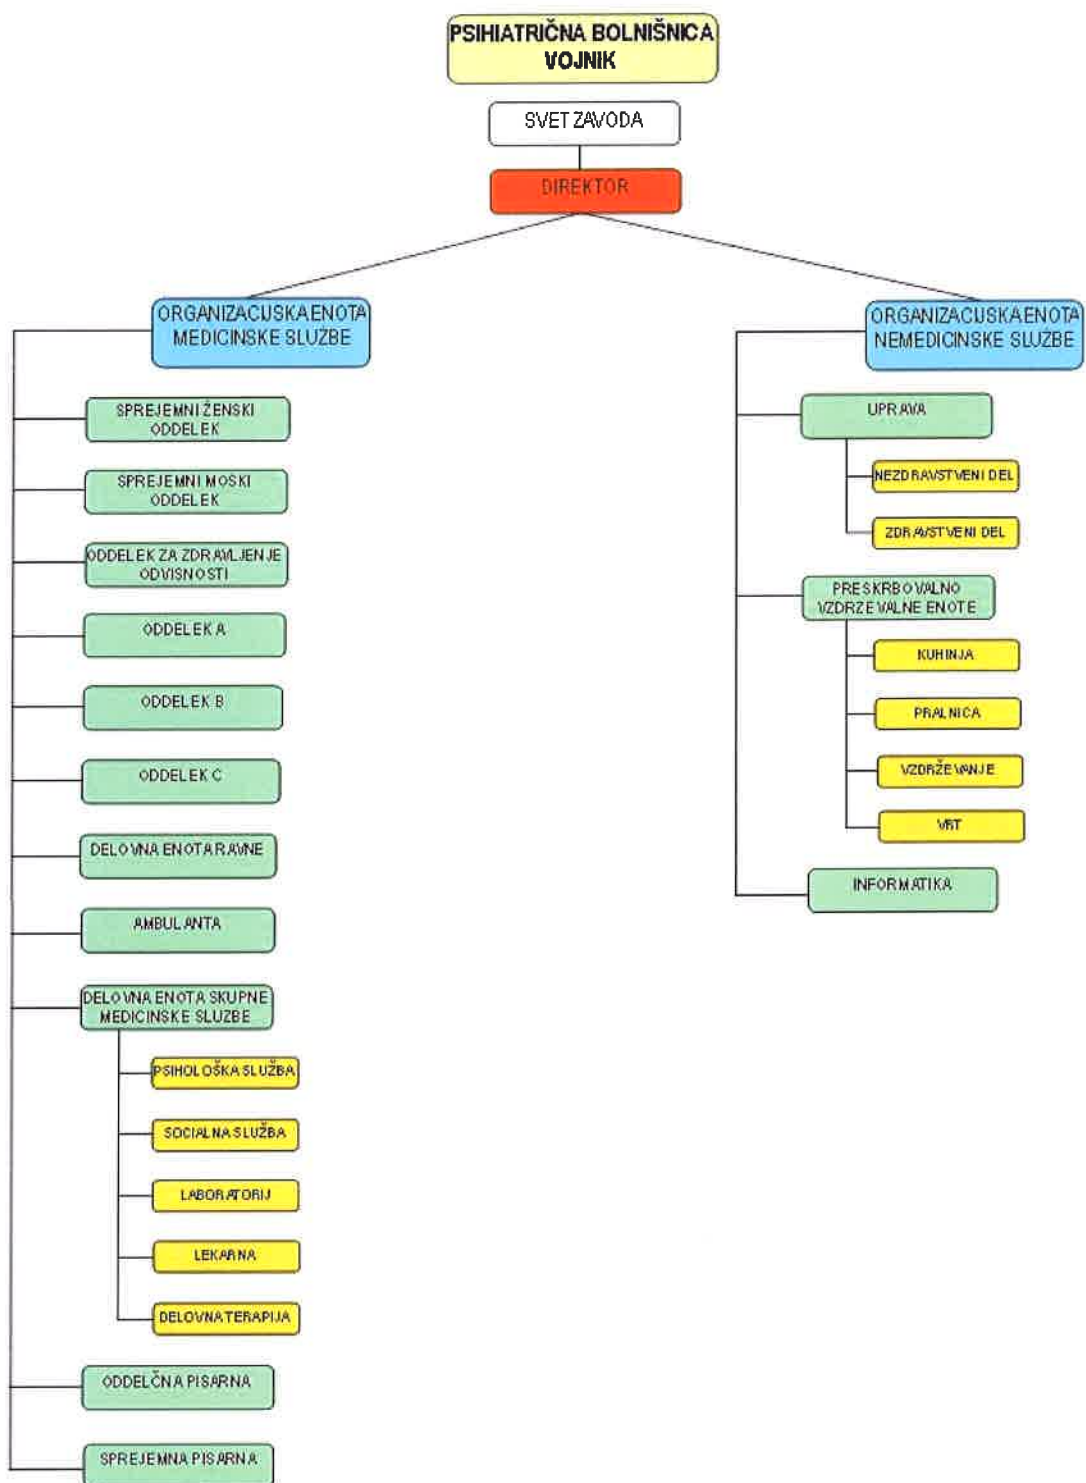 PSIHIATRIČNA BOLNIŠNICA
VOJNIK
SVET ZAVODA
DIREKTOR
ORGANIZACIJSKA ENOTA
MEDICINSKE SLUŽBE
SPREJEMNI ŽENSKI
ODDELEK
SPREJEMNI MOSKI
ODDELEK
ODDELEK ZA ZDRAVLJENJE
ODVISNOSTI
ODDELEK A
ODDELEK B
ODDELEK C
DELOVNA ENOTA RAVNE
AMBULANTA
DELOVNA ENOTA SKUPNE
MEDICINSKE SLUZBE
PSIHOLOŠKA SLUŽBA
SOCIALNA SLUŽBA
LABORATORIJ
LEKARNA
DELOVNA TERAPIJA
ODDELČNA PISARNA
SPREJEMNA PISARNA
ORGANIZACIJSKA ENOTA
NEMEDICINSKE SLUŽBE
UPRAVA
NEZDRAVSTVENI DEL
ZDRAVSTVENI DEL
PRESKRBOVALNO
VZDRZEVALNE ENOTE
KUHINJA
PRALNICA
VZDRŽEVANJE
VRT
INFORMATIKA